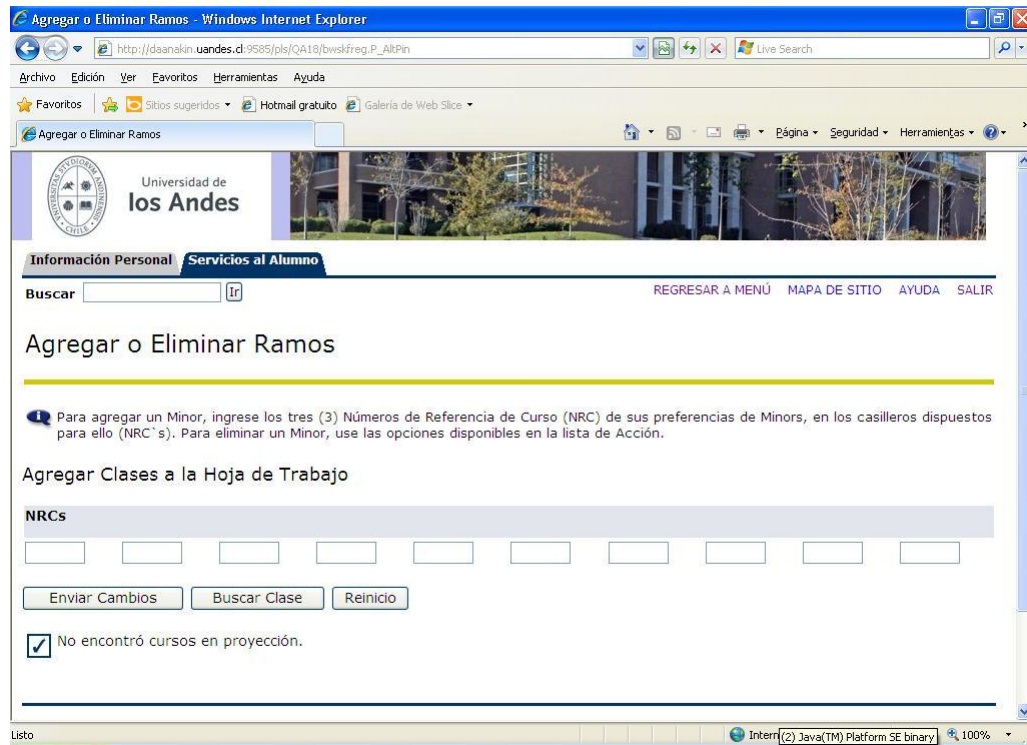 Agregar o Eliminar Ramos - Windows Internet Explorer
http://daanakin.uandes.cl:9585/pls/QA18/bwskfreg.P_AltPin
Live Search
Archivo Edición Ver Favoritos Herramientas Ayuda
Favoritos Sitios sugeridos Hotmail gratuito Galería de Web Slice
Agregar o Eliminar Ramos
Página Seguridad Herramientas
Universidad de
los Andes
Información Personal Servicios al Alumno
Buscar Ir REGRESAR A MENÚ MAPA DE SITIO AYUDA SALIR
Agregar o Eliminar Ramos
Para agregar un Minor, ingrese los tres (3) Números de Referencia de Curso (NRC) de sus preferencias de Minors, en los casilleros dispuestos
para ello (NRC`s). Para eliminar un Minor, use las opciones disponibles en la lista de Acción.
Agregar Clases a la Hoja de Trabajo
NRCs
Enviar Cambios Buscar Clase Reinicio
No encontró cursos en proyección.
Listo Intern (2) Java(TM) Platform SE binary 100%